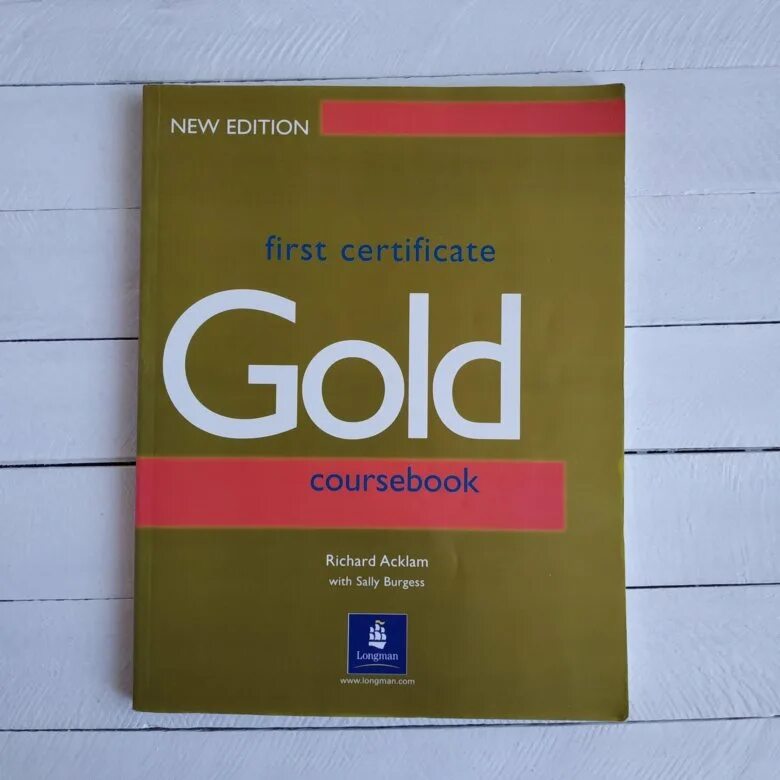 NEW EDITION
first certificate
Gold
coursebook
Richard Acklam
with Sally Burgess
Longman
www.longman.com